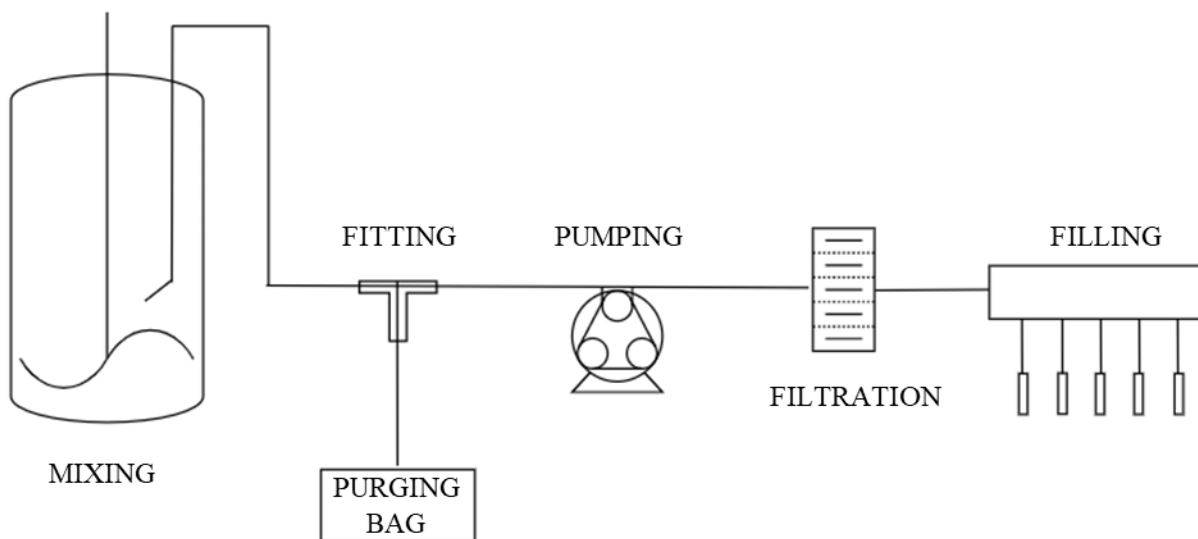 FITTING
PUMPING
FILLING
FILTRATION
MIXING
PURGING
BAG